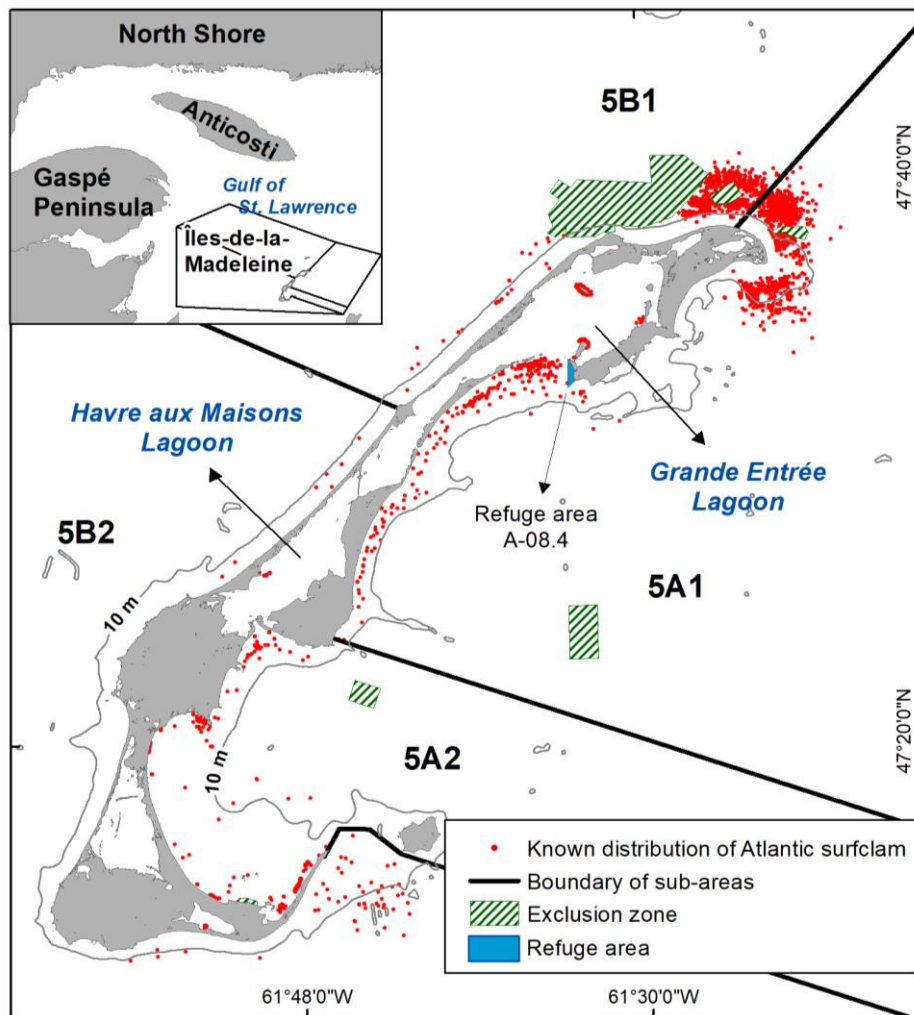 North Shore
Anticosti
Gaspé
Peninsula
Gulf of
St. Lawrence
Îles-de-la-
Madeleine
5B1
47°40'0"N
Havre aux Maisons
Lagoon
Grande Entrée
Lagoon
Refuge area
A-08.4
5B2
5A1
10 m
10 m
5A2
47°20'0"N
Known distribution of Atlantic surfclam
Boundary of sub-areas
Exclusion zone
Refuge area
61°48'0"W
61°30'0"W